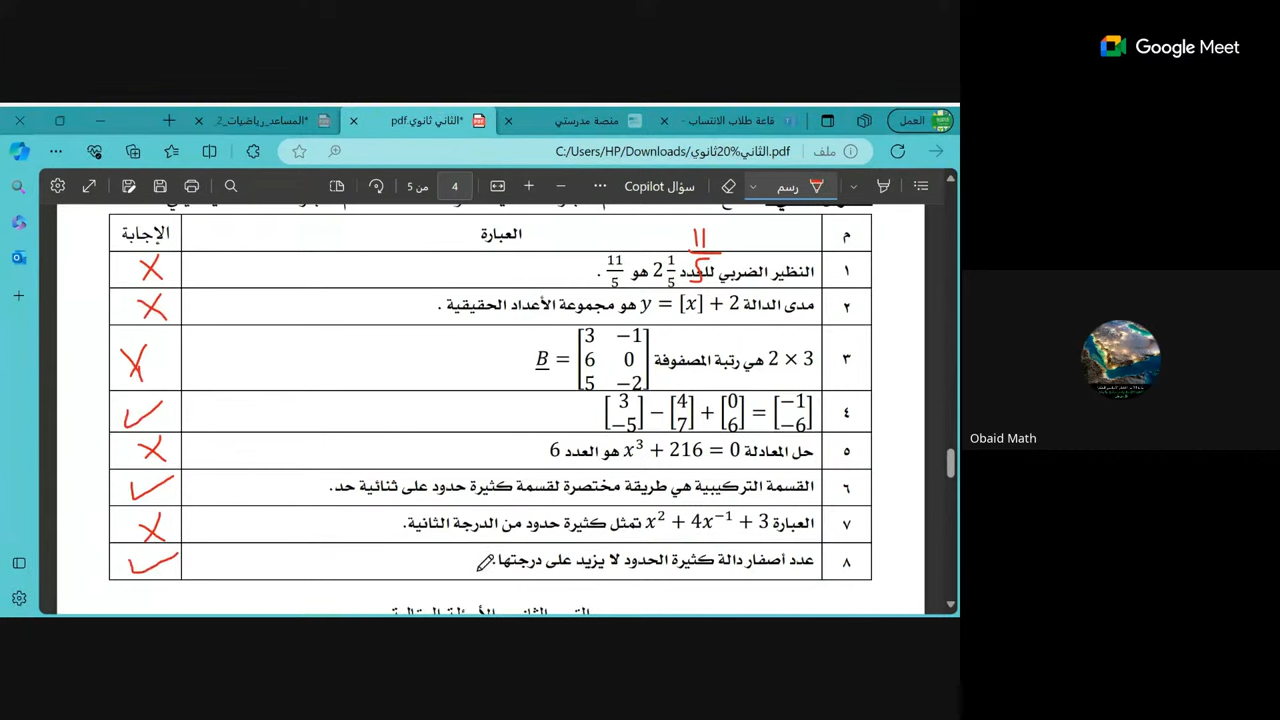 Google Meet
العمل
قاعة طلاب الانتساب -
منصة مدرستي
الثاني ثانوي.pdf*
المساعد_رياضيات_2*
ملف
C:/Users/HP/Downloads/الثاني%20ثانوي.pdf
رسم
سؤال Copilot
4
من 5
م العبارة الإجابة
11/5
١ النظير الضربي للعدد 2 1/5 هو 11/5 . ✗
٢ مدى الدالة y = [x] + 2 هو مجموعة الأعداد الحقيقية . ✗
٣ 2 × 3 هي رتبة المصفوفة B = [3 −1; 6 0; 5 −2] ✗
٤ [3; −5] − [4; 7] + [0; 6] = [−1; −6] ✓
٥ حل المعادلة x³ + 216 = 0 هو العدد 6 ✗
٦ القسمة التركيبية هي طريقة مختصرة لقسمة كثيرة حدود على ثنائية حد. ✓
٧ العبارة x² + 4x⁻¹ + 3 تمثل كثيرة حدود من الدرجة الثانية. ✗
٨ عدد أصفار دالة كثيرة الحدود لا يزيد على درجتها. ✓
Obaid Math